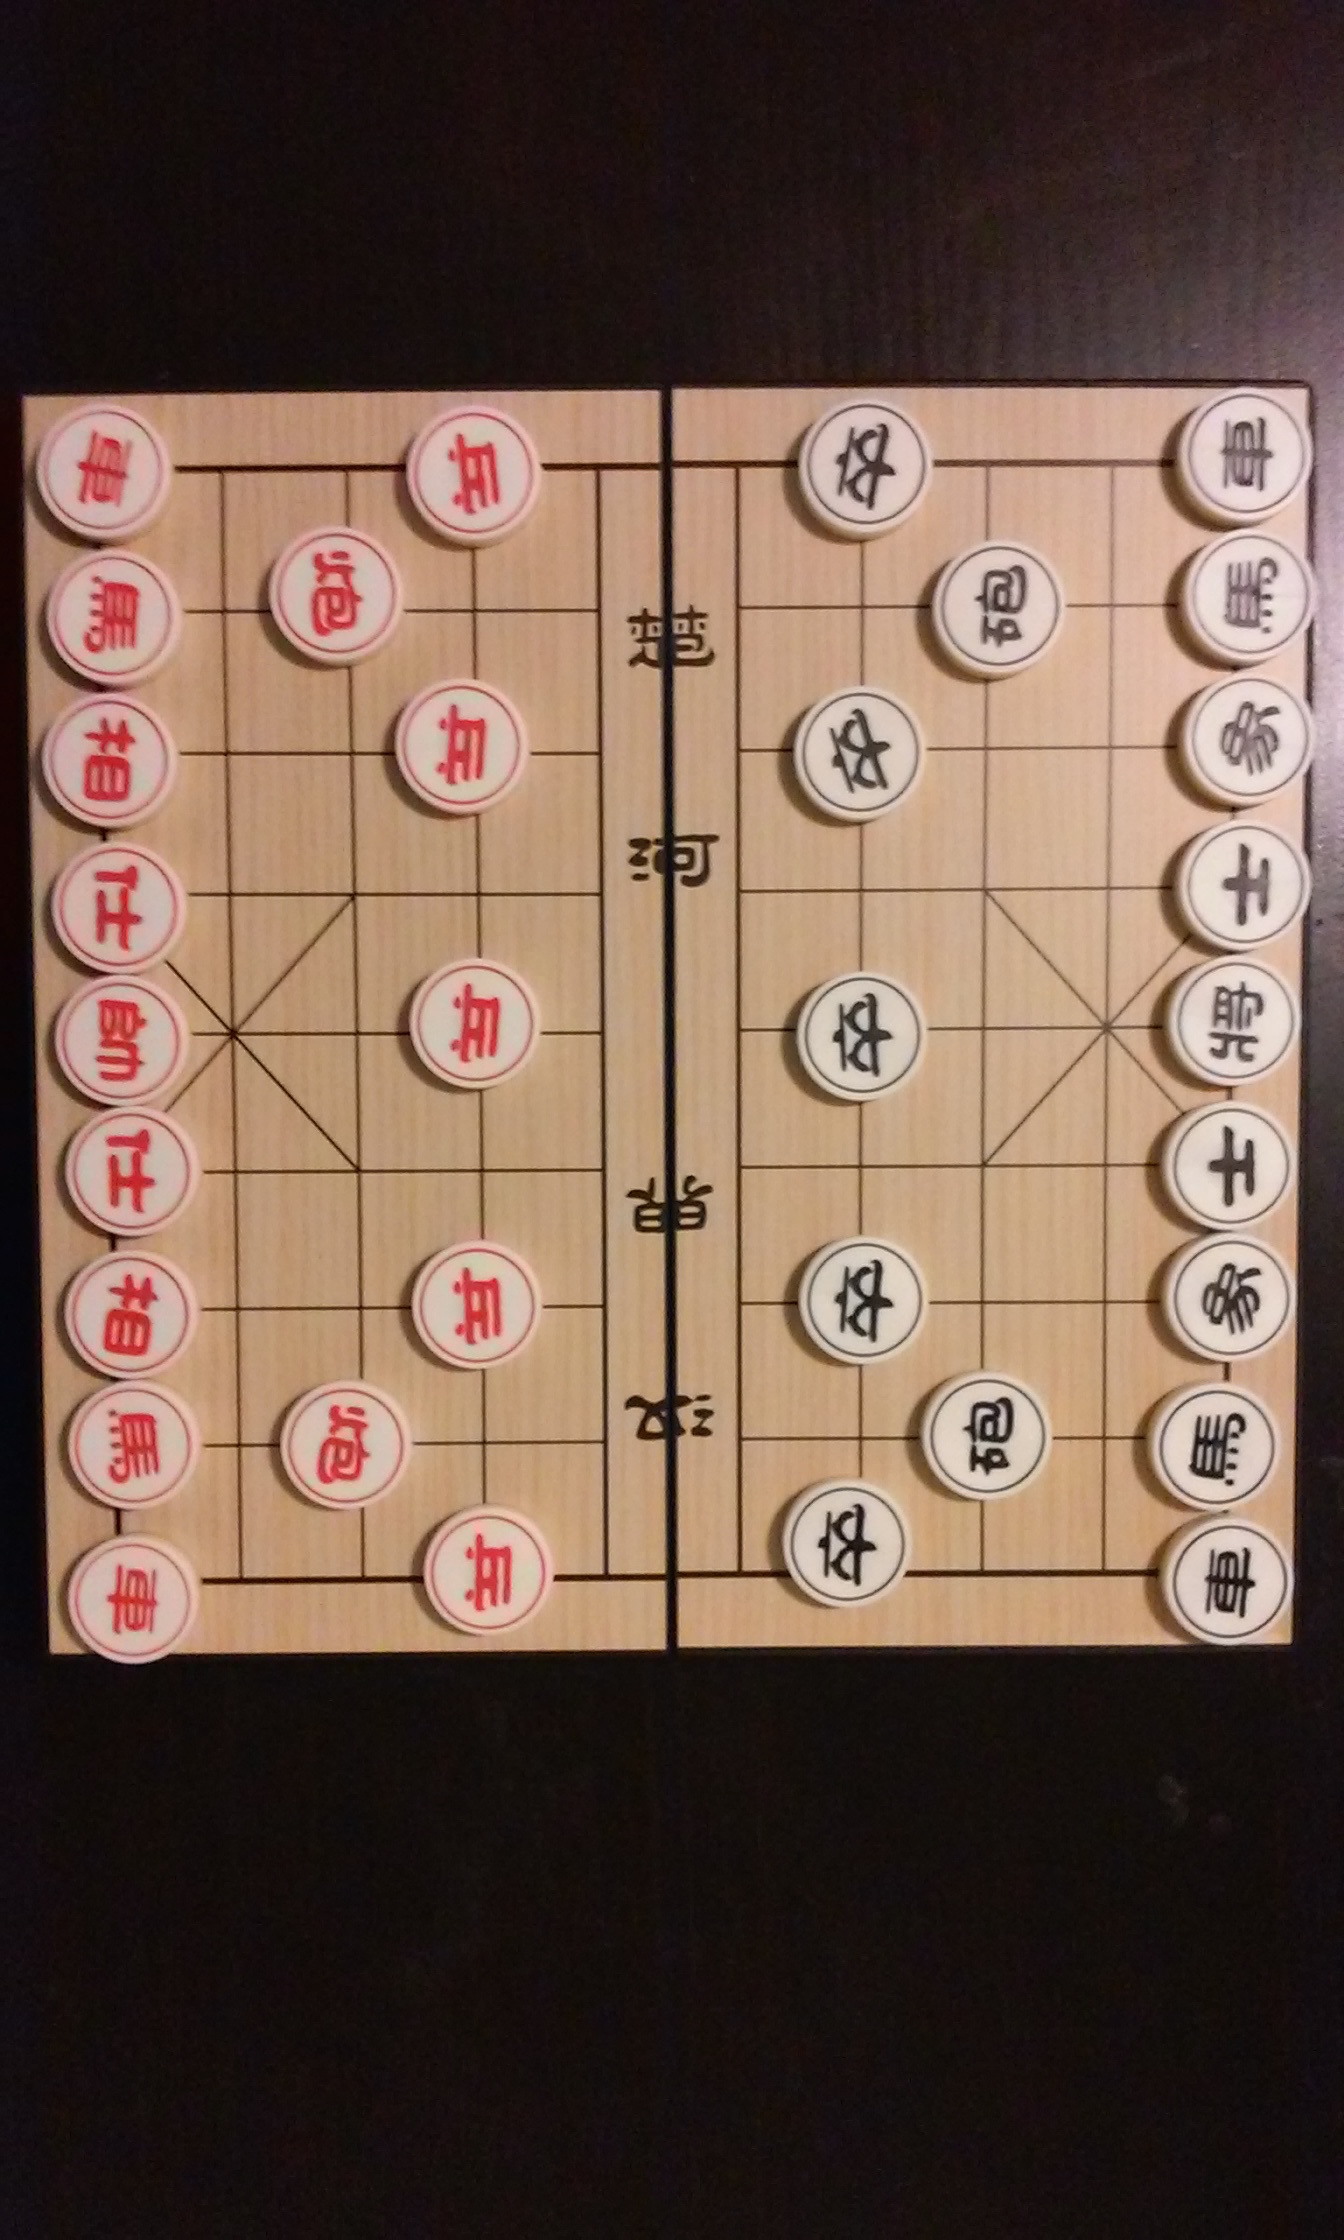 車馬象士將士象馬車
砲砲
卒卒卒卒卒
楚河 汉界
兵兵兵兵兵
炮炮
車馬相仕帥仕相馬車